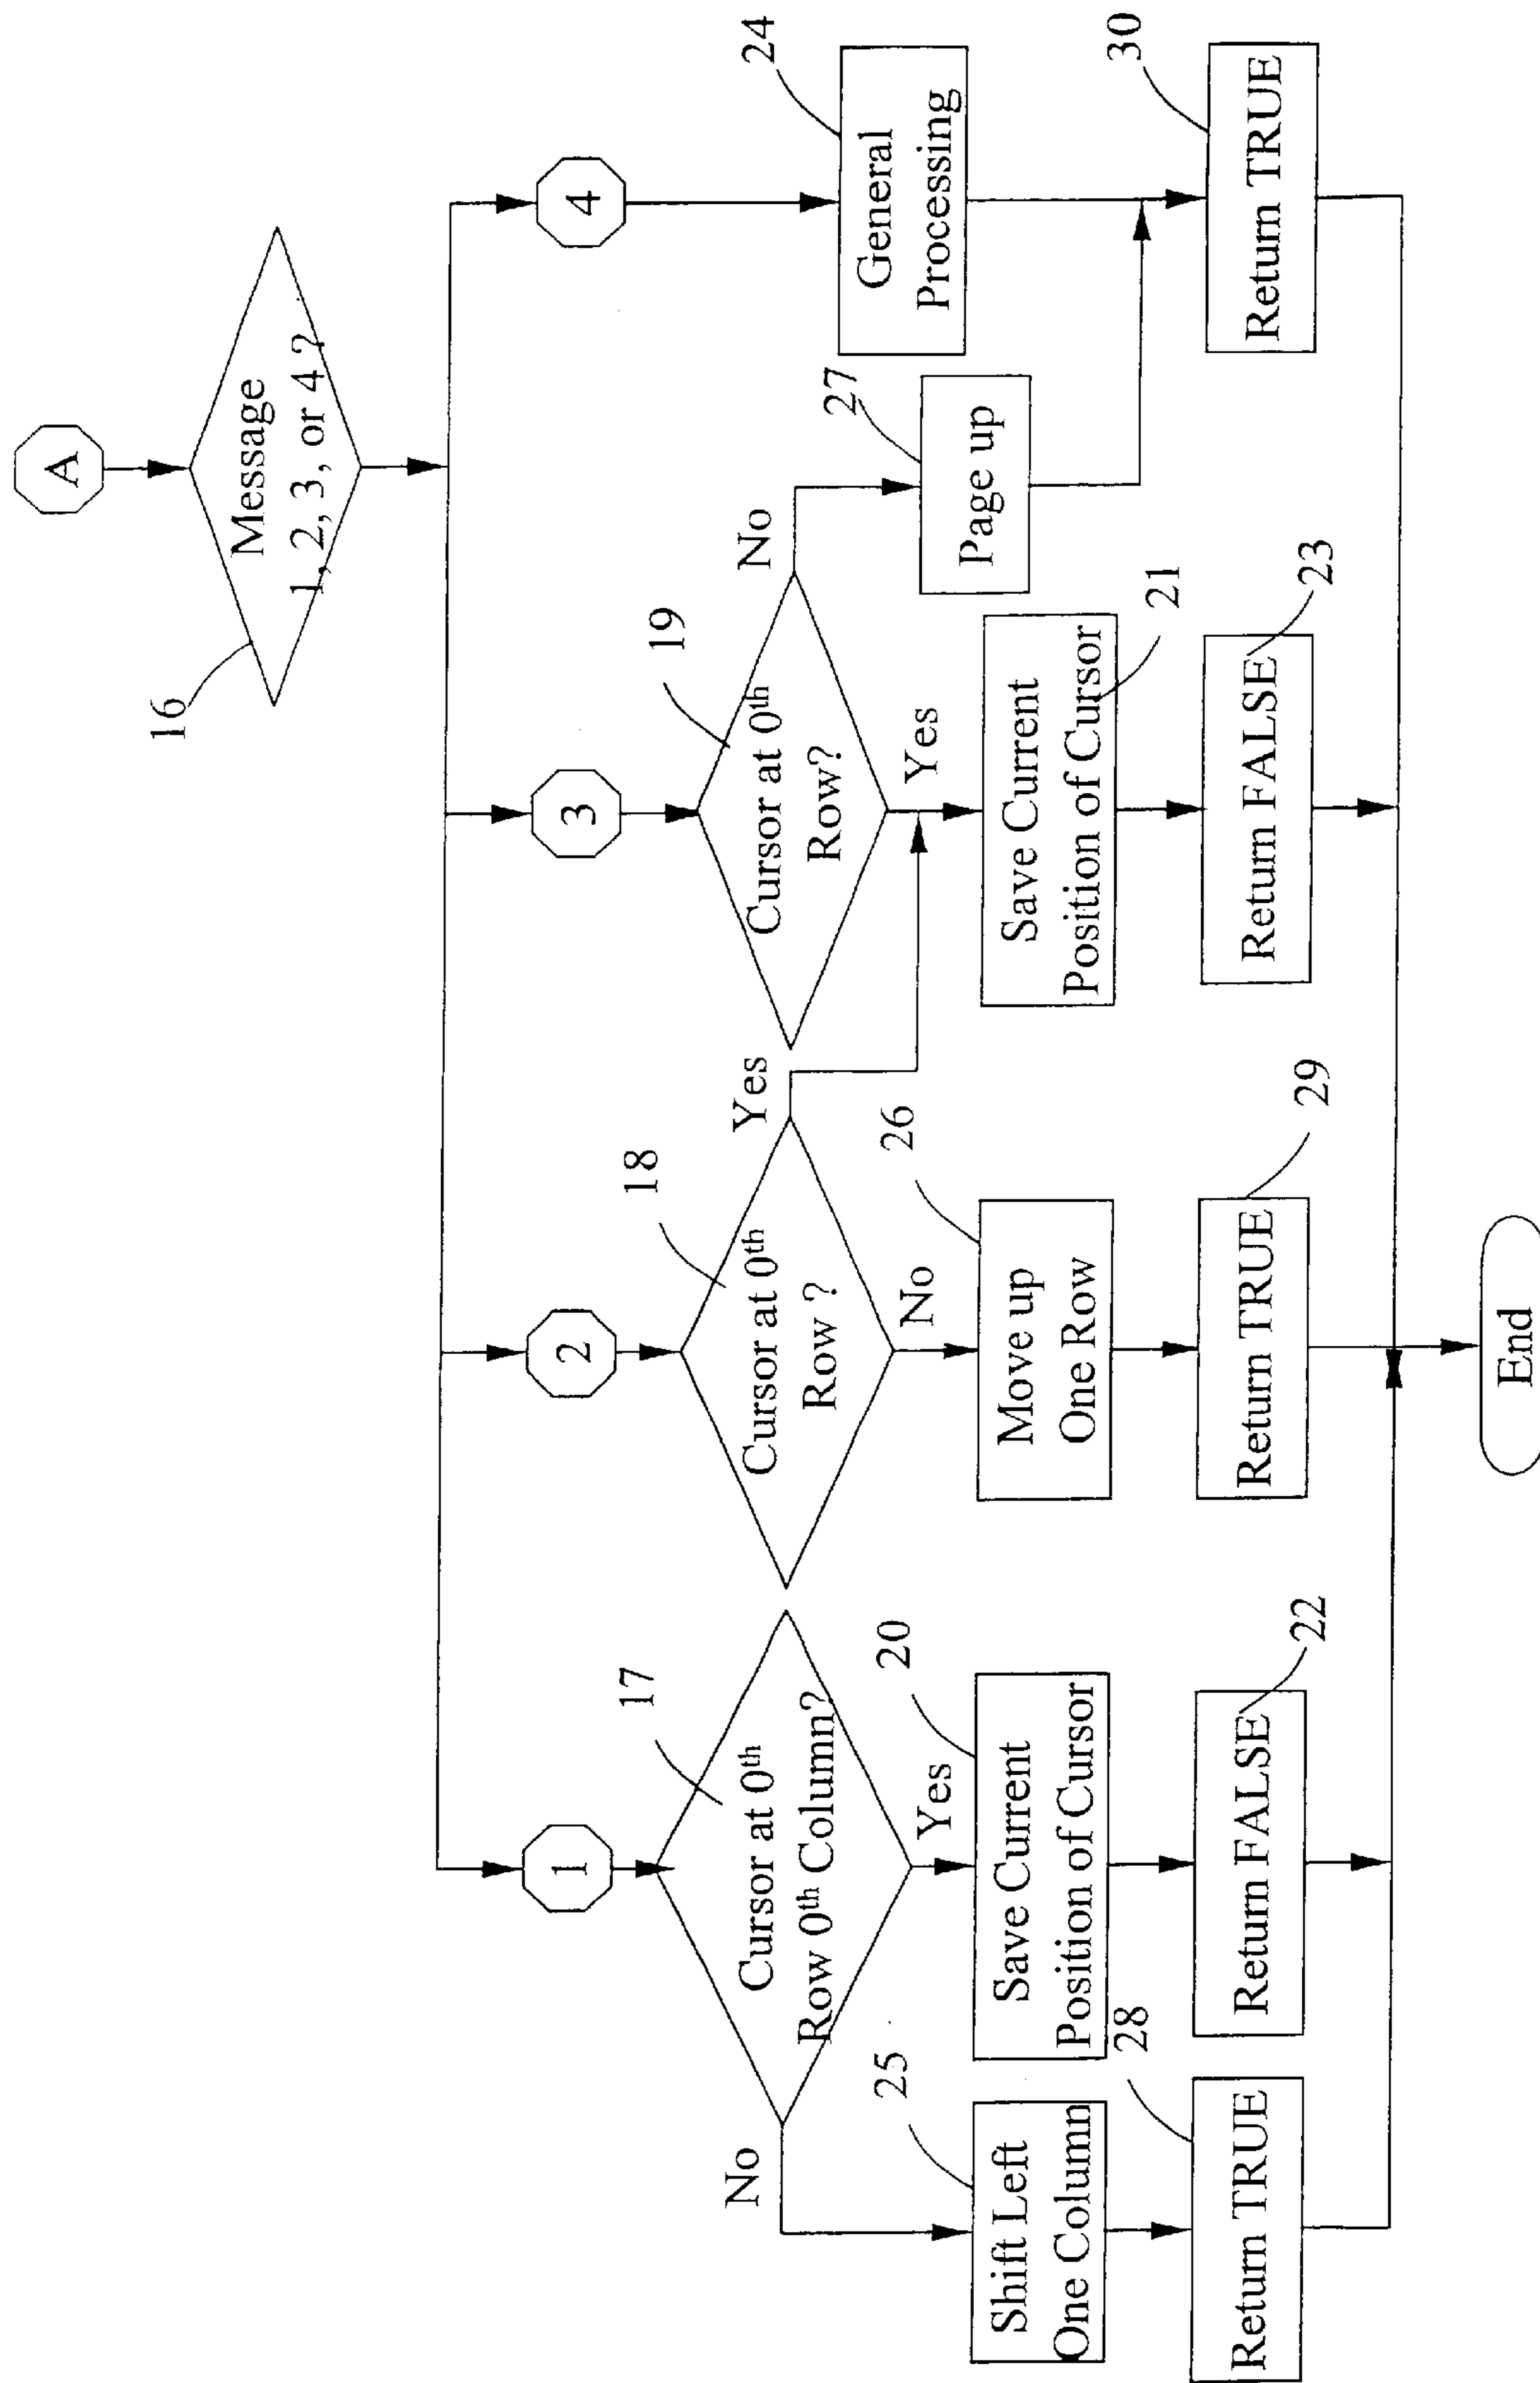 A
Message
1, 2, 3, or 4 ?
16
1
2
3
4
17
Cursor at 0th
Row 0th Column?
No
Yes
18
Cursor at 0th
Row ?
Yes
No
19
Cursor at 0th
Row?
No
Yes
24
General
Processing
27
Page up
25
Shift Left
One Column
20
Save Current
Position of Cursor
26
Move up
One Row
21
Save Current
Position of Cursor
28
Return TRUE
22
Return FALSE
29
Return TRUE
23
Return FALSE
30
Return TRUE
End